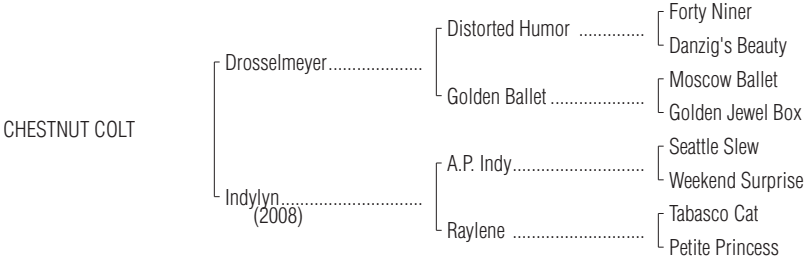 Forty Niner
Distorted Humor ..............
Danzig's Beauty
Drosselmeyer....................
Moscow Ballet
Golden Ballet ....................
Golden Jewel Box
CHESTNUT COLT
Seattle Slew
A.P. Indy............................
Weekend Surprise
Indylyn..............................
(2008)
Tabasco Cat
Raylene ............................
Petite Princess